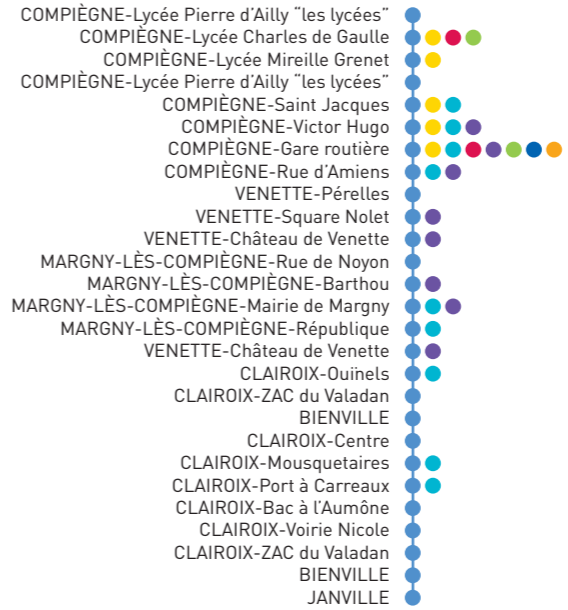 COMPIÈGNE-Lycée Pierre d'Ailly “les lycées”
COMPIÈGNE-Lycée Charles de Gaulle
COMPIÈGNE-Lycée Mireille Grenet
COMPIÈGNE-Lycée Pierre d'Ailly “les lycées”
COMPIÈGNE-Saint Jacques
COMPIÈGNE-Victor Hugo
COMPIÈGNE-Gare routière
COMPIÈGNE-Rue d'Amiens
VENETTE-Pérelles
VENETTE-Square Nolet
VENETTE-Château de Venette
MARGNY-LÈS-COMPIÈGNE-Rue de Noyon
MARGNY-LÈS-COMPIÈGNE-Barthou
MARGNY-LÈS-COMPIÈGNE-Mairie de Margny
MARGNY-LÈS-COMPIÈGNE-République
VENETTE-Château de Venette
CLAIROIX-Ouïnels
CLAIROIX-ZAC du Valadan
BIENVILLE
CLAIROIX-Centre
CLAIROIX-Mousquetaires
CLAIROIX-Port à Carreaux
CLAIROIX-Bac à l'Aumône
CLAIROIX-Voirie Nicole
CLAIROIX-ZAC du Valadan
BIENVILLE
JANVILLE